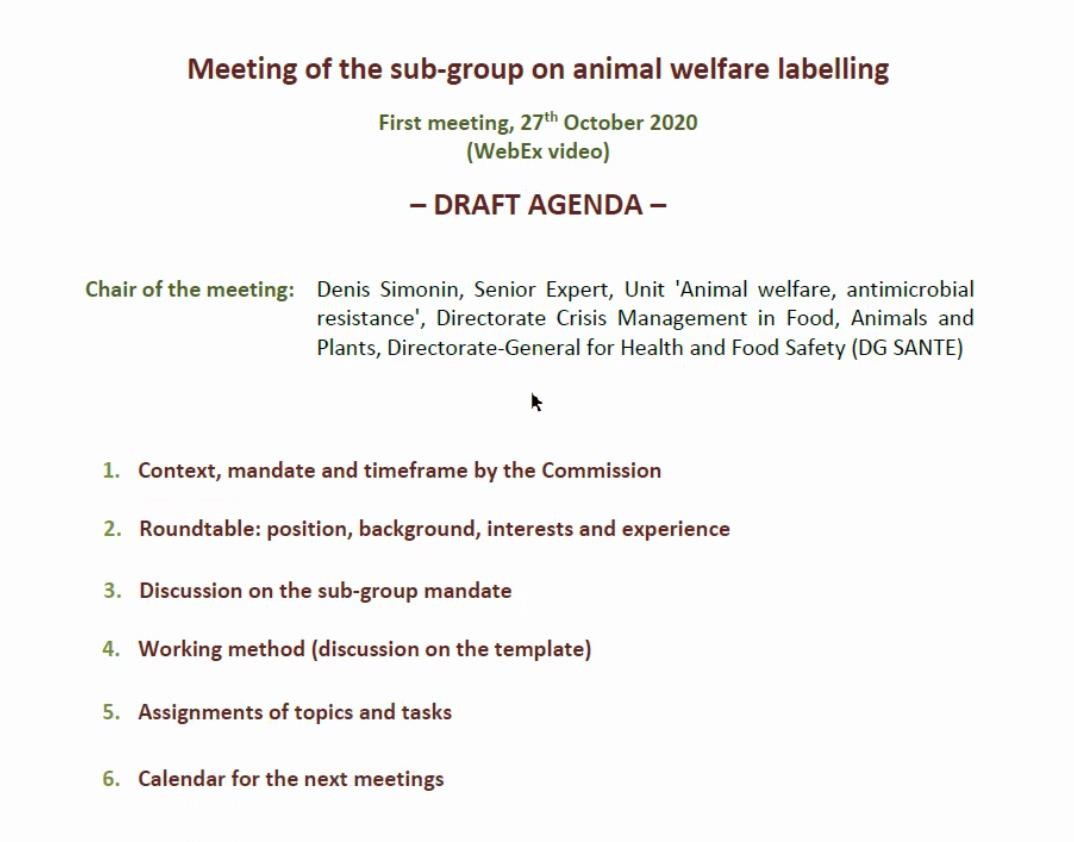 Meeting of the sub-group on animal welfare labelling
First meeting, 27th October 2020
(WebEx video)
– DRAFT AGENDA –
Chair of the meeting: Denis Simonin, Senior Expert, Unit 'Animal welfare, antimicrobial
resistance', Directorate Crisis Management in Food, Animals and
Plants, Directorate-General for Health and Food Safety (DG SANTE)
1. Context, mandate and timeframe by the Commission
2. Roundtable: position, background, interests and experience
3. Discussion on the sub-group mandate
4. Working method (discussion on the template)
5. Assignments of topics and tasks
6. Calendar for the next meetings